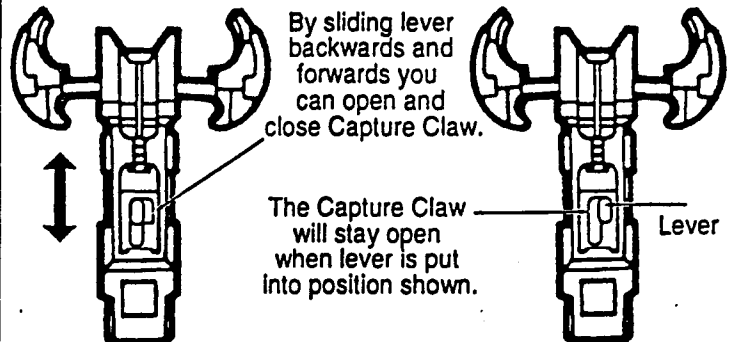 By sliding lever
backwards and
forwards you
can open and
close Capture Claw.
The Capture Claw
will stay open
when lever is put
into position shown.
Lever